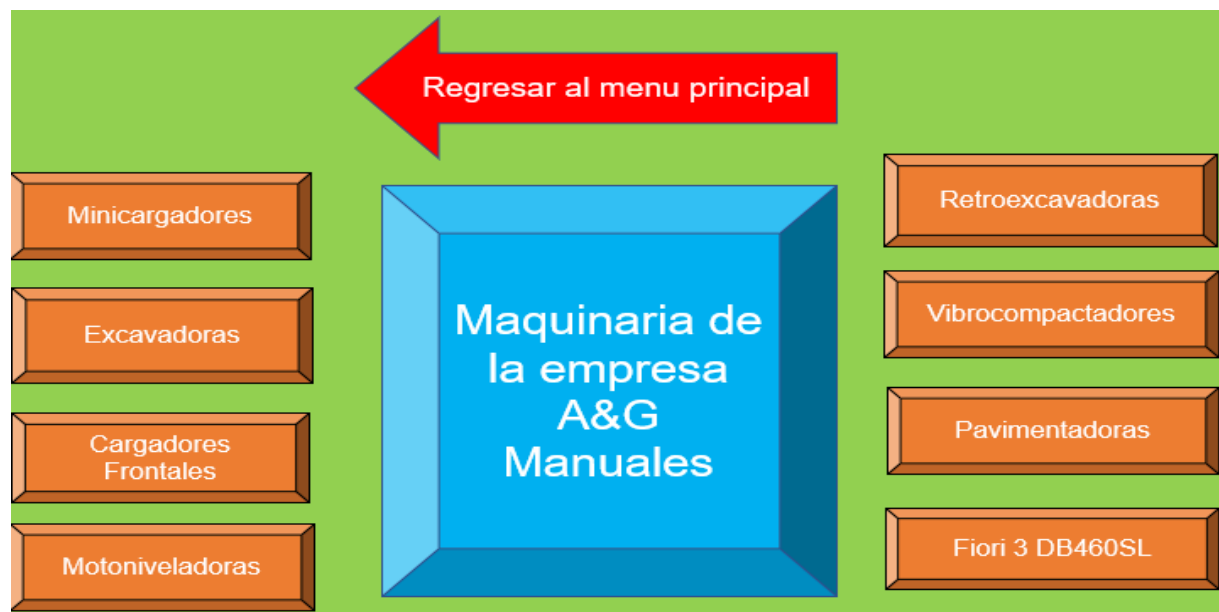 Regresar al menu principal
Minicargadores
Excavadoras
Cargadores
Frontales
Motoniveladoras
Maquinaria de
la empresa
A&G
Manuales
Retroexcavadoras
Vibrocompactadores
Pavimentadoras
Fiori 3 DB460SL